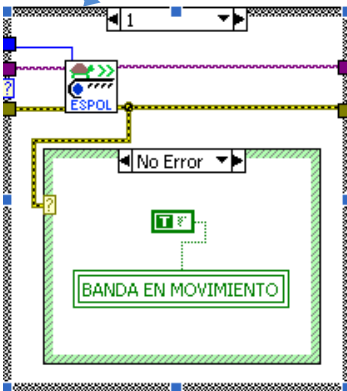 1
?
ESPOL
No Error
?
T
BANDA EN MOVIMIENTO